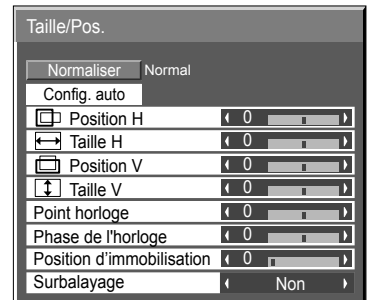 Taille/Pos.
Normaliser Normal
Config. auto
Position H 0
Taille H 0
Position V 0
Taille V 0
Point horloge 0
Phase de l'horloge 0
Position d’immobilisation 0
Surbalayage Non